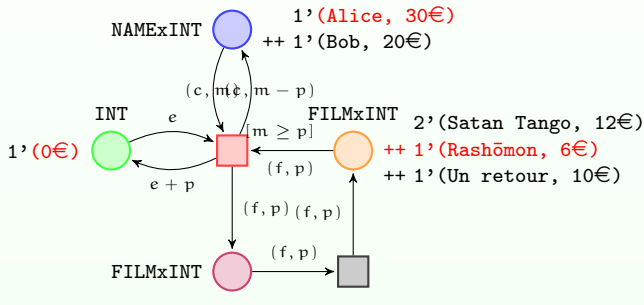 NAMExINT
1'(Alice, 30€)
++ 1'(Bob, 20€)
(c, m)
(c, m − p)
INT
e
FILMxINT
[m ≥ p]
2'(Satan Tango, 12€)
1'(0€)
++ 1'(Rashōmon, 6€)
(f, p)
++ 1'(Un retour, 10€)
e + p
(f, p)
(f, p)
(f, p)
FILMxINT